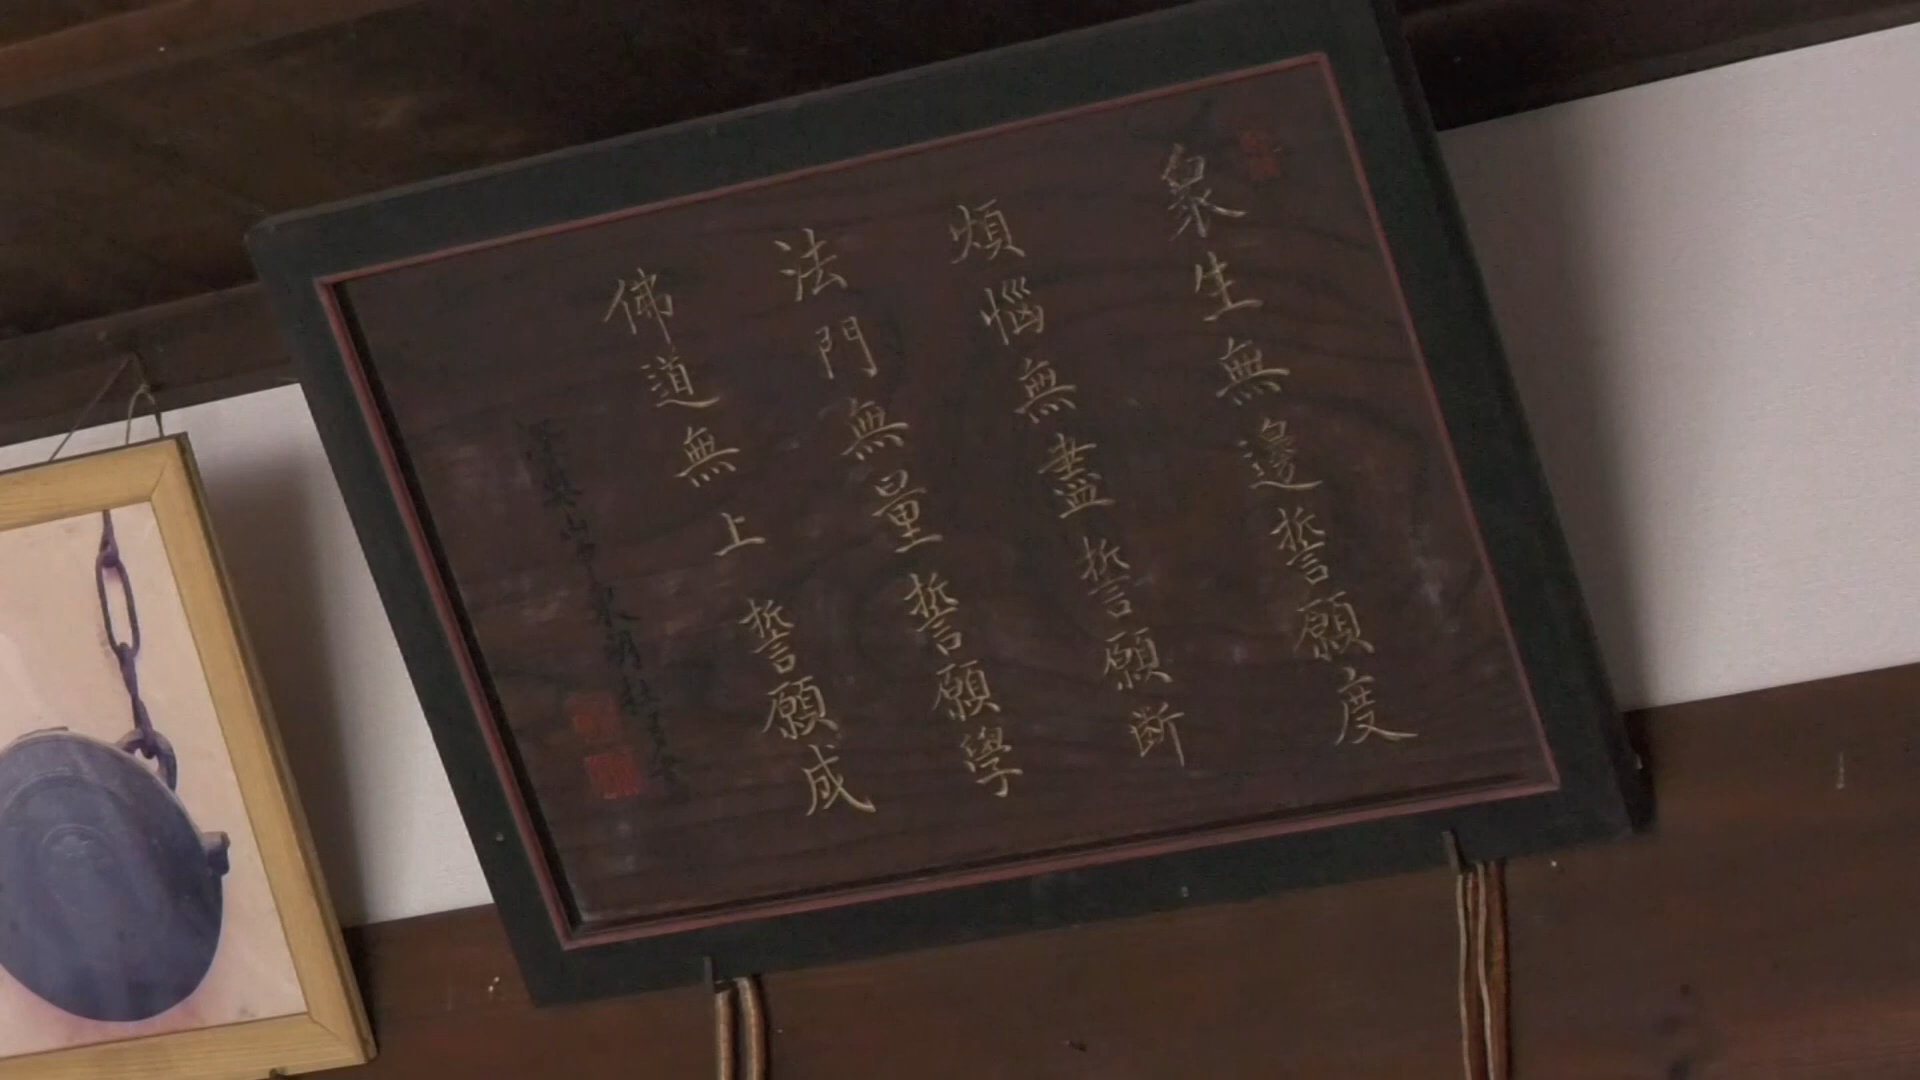 衆生無邊誓願度
煩惱無盡誓願断
法門無量誓願學
佛道無上誓願成